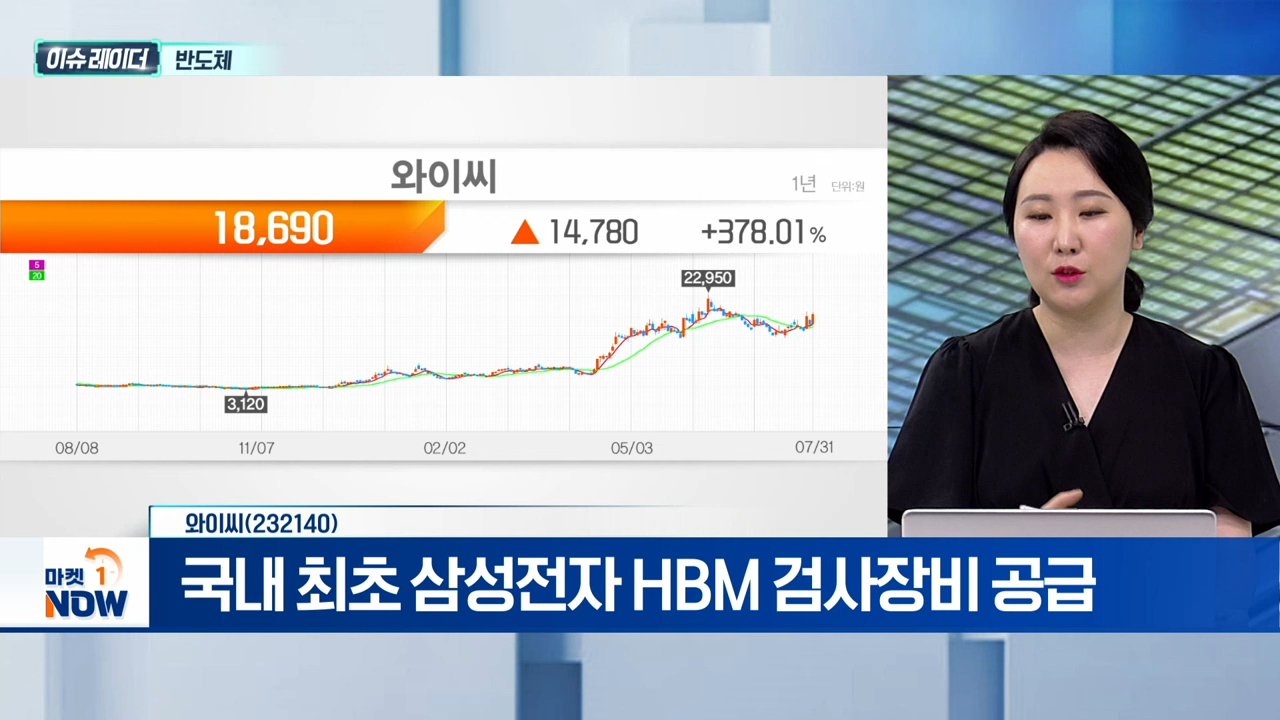 이슈 레이더 반도체
와이씨
1년 단위:원
18,690 ▲ 14,780 +378.01%
5
20
22,950
3,120
08/08 11/07 02/02 05/03 07/31
와이씨(232140)
마켓 1
NOW
국내 최초 삼성전자 HBM 검사장비 공급